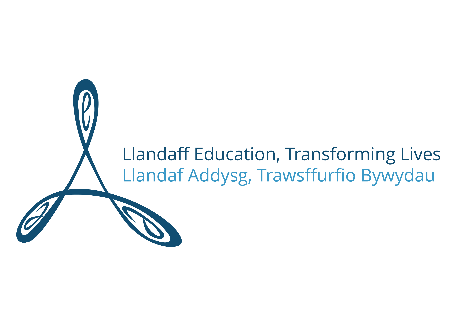 Llandaff Education, Transforming Lives
Llandaf Addysg, Trawsffurfio Bywydau